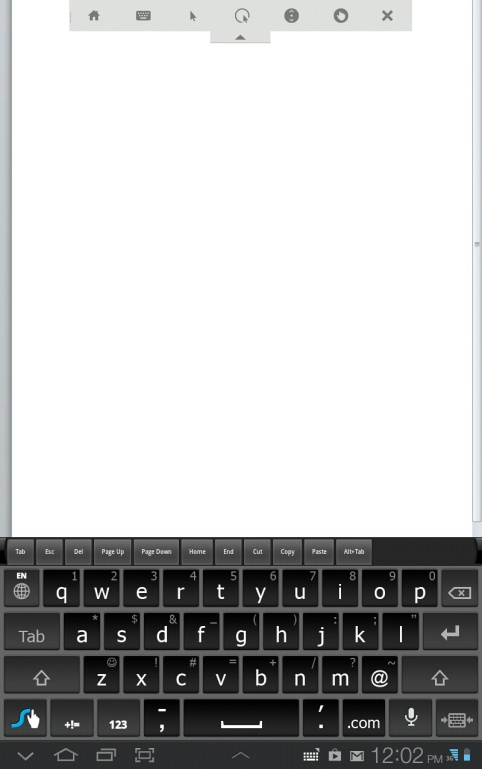 Tab Esc Del Page Up Page Down Home End Cut Copy Paste Alt+Tab
EN 1 2 3 4 5 6 7 8 9 0
q w e r t y u i o p
* $ & _ ( ) : ; "
Tab a s d f g h j k l
! # = + / ? ~
z x c v b n m @
+!= 123 - , ' . .com
12:02 PM 3G